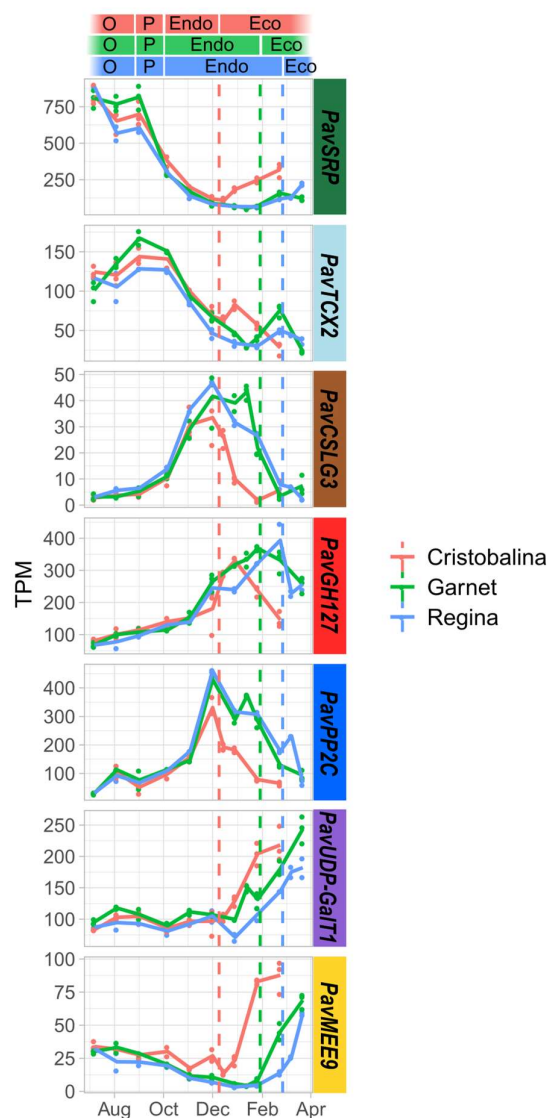 O P Endo Eco
O P Endo Eco
O P Endo Eco
750
500
250
PavSRP
150
100
50
PavTCX2
50
40
30
20
10
0
PavCSLG3
400
300
200
100
PavGH127
TPM
Cristobalina
Garnet
Regina
400
300
200
100
PavPP2C
250
200
150
100
50
PavUDP-GalT1
100
75
50
25
0
PavMEE9
Aug Oct Dec Feb Apr